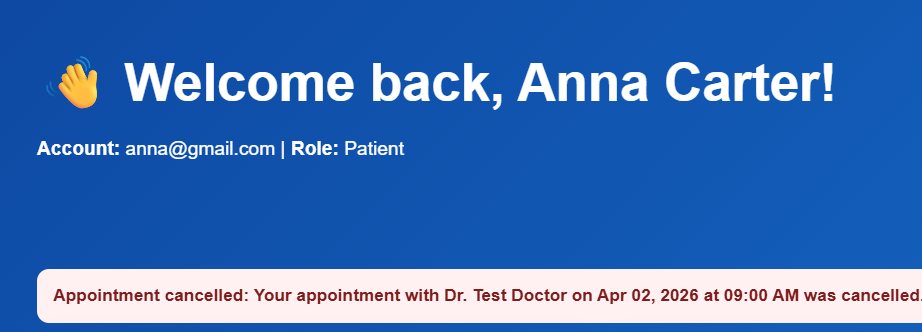 Welcome back, Anna Carter!
Account: anna@gmail.com | Role: Patient
Appointment cancelled: Your appointment with Dr. Test Doctor on Apr 02, 2026 at 09:00 AM was cancelled.